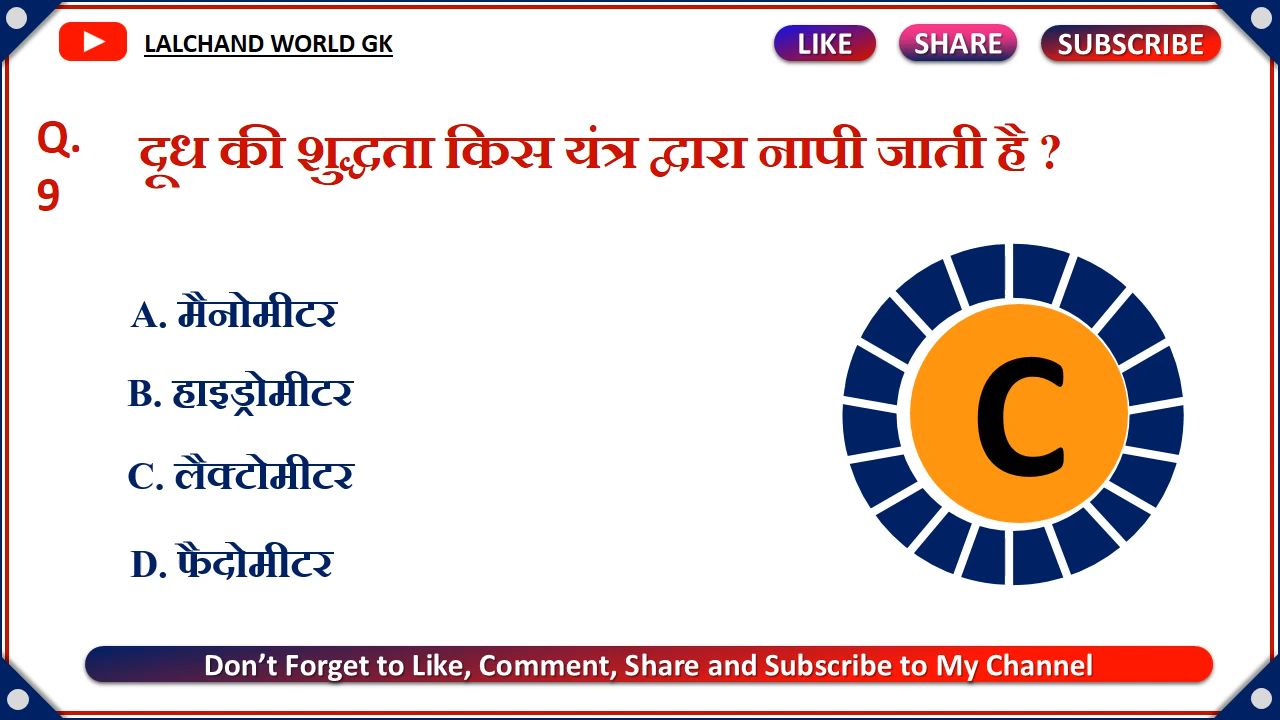 LALCHAND WORLD GK
LIKE
SHARE
SUBSCRIBE
Q.
9
दूध की शुद्धता किस यंत्र द्वारा नापी जाती है ?
A. मैनोमीटर
B. हाइड्रोमीटर
C. लैक्टोमीटर
D. फैदोमीटर
C
Don’t Forget to Like, Comment, Share and Subscribe to My Channel